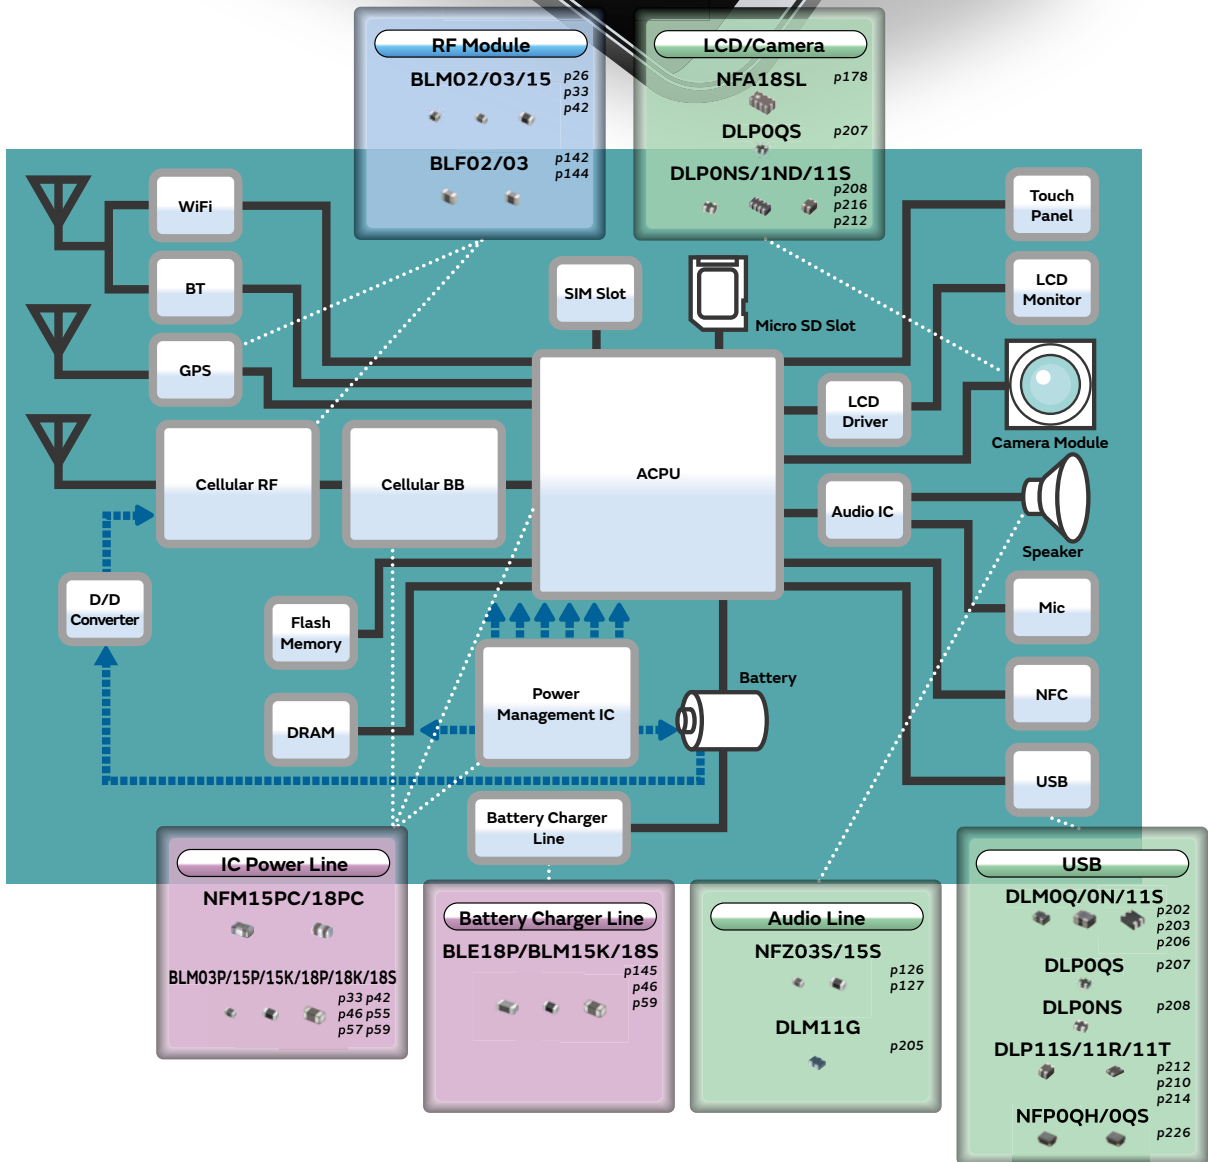 RF Module
BLM02/03/15
p26
p33
p42
BLF02/03
p142
p144
LCD/Camera
NFA18SL
p178
DLP0QS
p207
DLP0NS/1ND/11S
p208
p216
p212
WiFi
BT
GPS
SIM Slot
Micro SD Slot
Touch
Panel
LCD
Monitor
LCD
Driver
Camera Module
Cellular RF
Cellular BB
ACPU
Audio IC
Speaker
D/D
Converter
Flash
Memory
Mic
Power
Management IC
Battery
NFC
DRAM
USB
Battery Charger
Line
IC Power Line
NFM15PC/18PC
BLM03P/15P/15K/18P/18K/18S
p33 p42
p46 p55
p57 p59
Battery Charger Line
BLE18P/BLM15K/18S
p145
p46
p59
Audio Line
NFZ03S/15S
p126
p127
DLM11G
p205
USB
DLM0Q/0N/11S
p202
p203
p206
DLP0QS
p207
DLP0NS
p208
DLP11S/11R/11T
p212
p210
p214
NFP0QH/0QS
p226